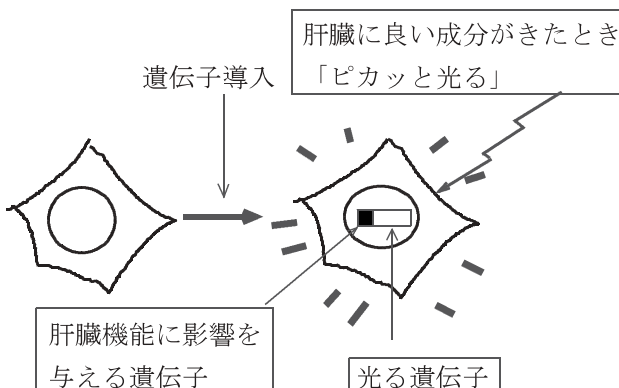 肝臓に良い成分がきたとき
「ピカッと光る」
遺伝子導入
肝臓機能に影響を
与える遺伝子
光る遺伝子